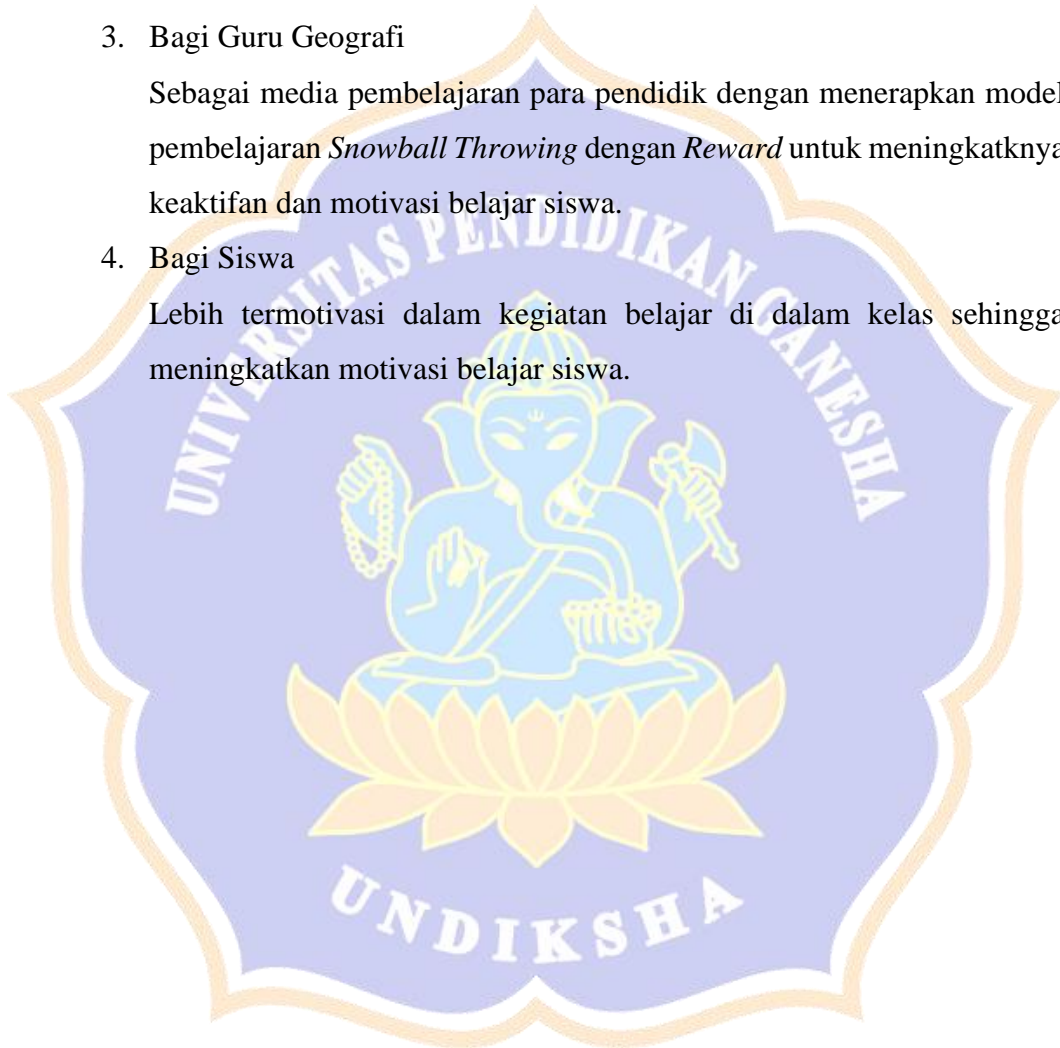 3. Bagi Guru Geografi
Sebagai media pembelajaran para pendidik dengan menerapkan model
pembelajaran Snowball Throwing dengan Reward untuk meningkatknya
keaktifan dan motivasi belajar siswa.
4. Bagi Siswa
Lebih termotivasi dalam kegiatan belajar di dalam kelas sehingga
meningkatkan motivasi belajar siswa.
UNIVERSITAS PENDIDIKAN GANESHA
UNDIKSHA